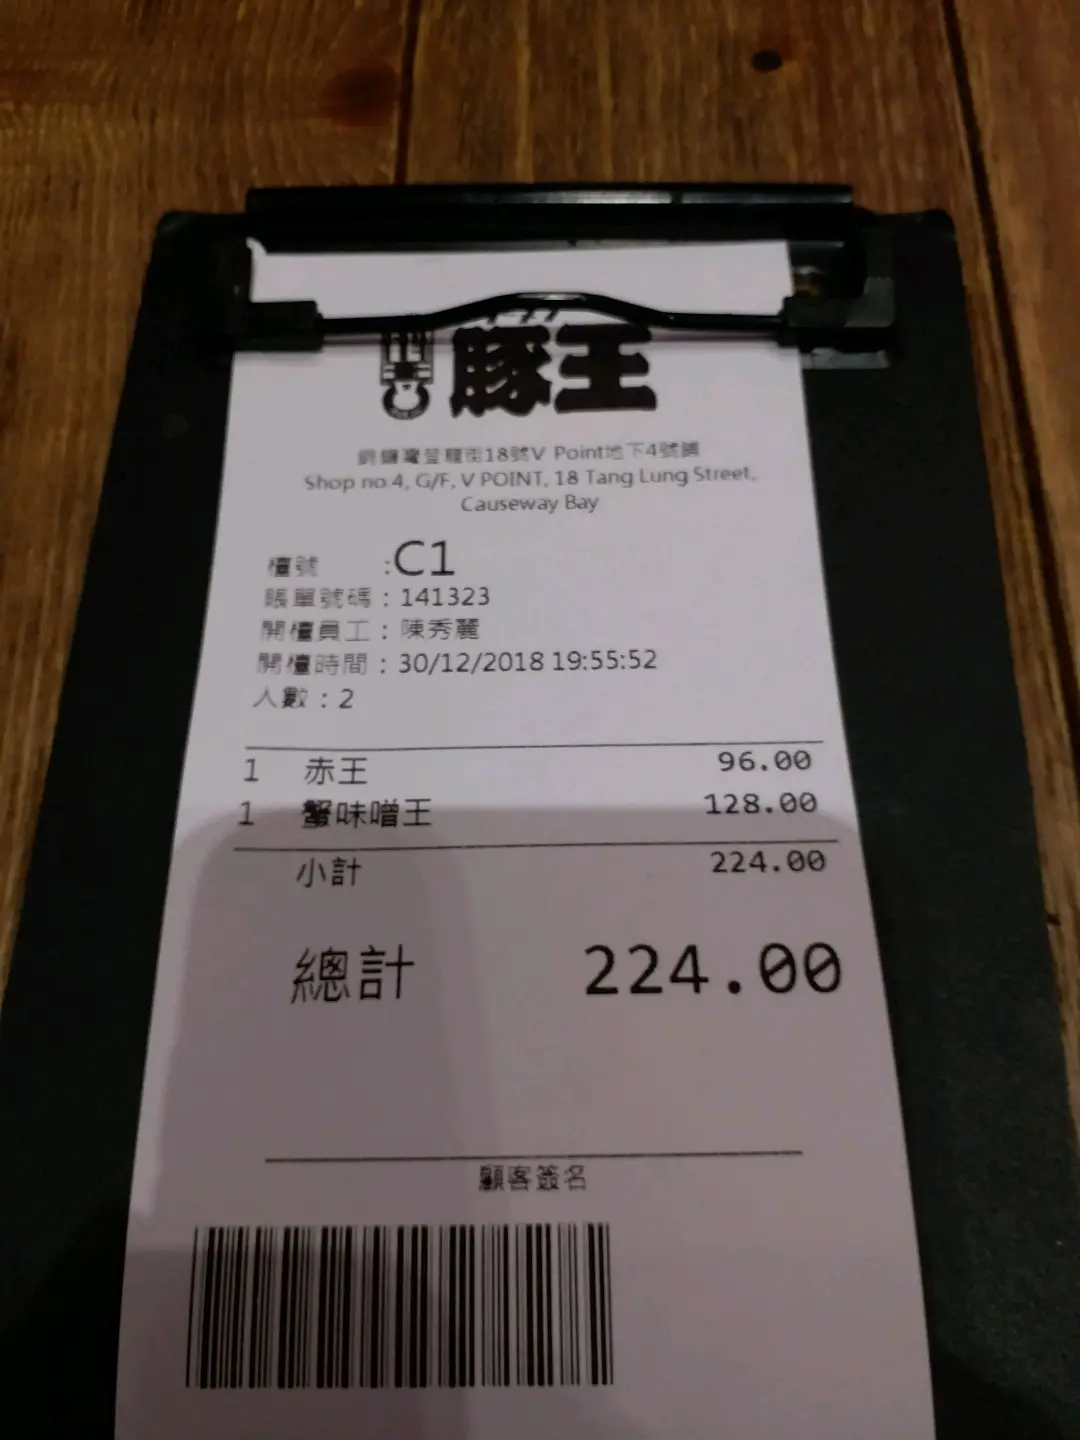 豚王
銅鑼灣登龍街18號V Point地下4號舖
Shop no 4, G/F, V POINT, 18 Tang Lung Street,
Causeway Bay
檯號 :C1
賬單號碼 : 141323
開檯員工 : 陳秀麗
開檯時間 : 30/12/2018 19:55:52
人數 : 2
1 赤王 96.00
1 蟹味噌王 128.00
小計 224.00
總計 224.00
顧客簽名